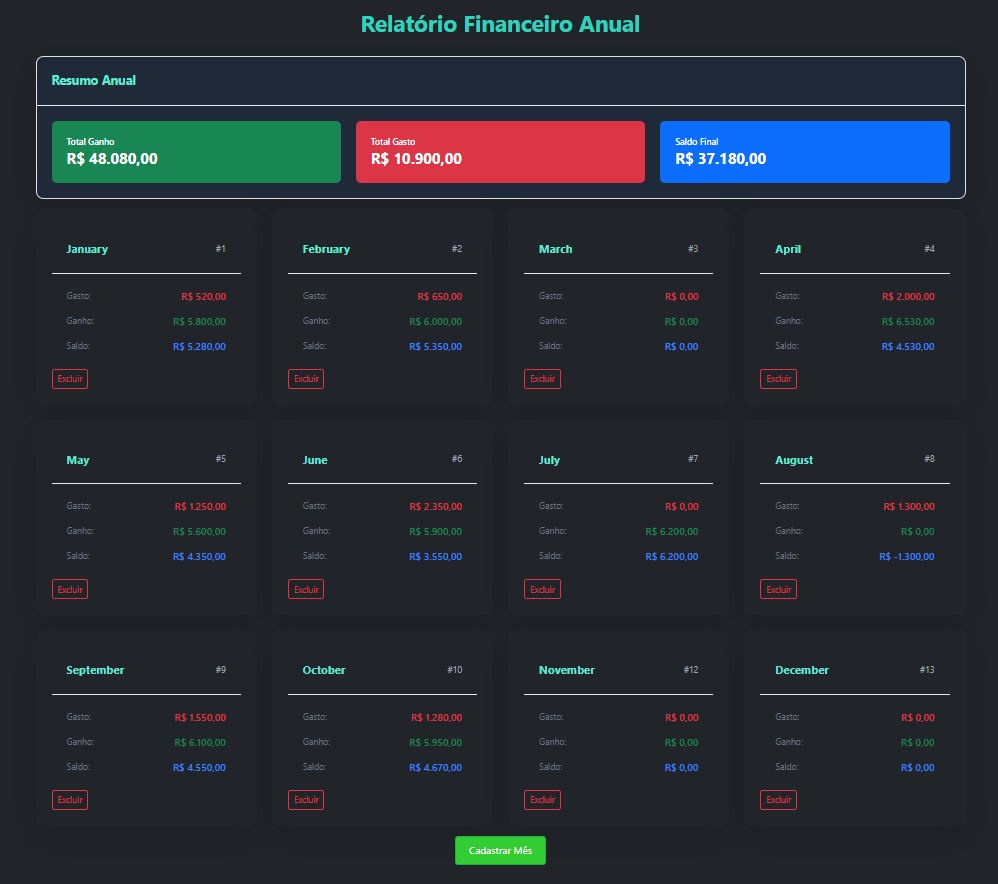 Relatório Financeiro Anual
Resumo Anual
Total Ganho
R$ 48.080,00
Total Gasto
R$ 10.900,00
Saldo Final
R$ 37.180,00
January #1
Gasto: R$ 520,00
Ganho: R$ 5.800,00
Saldo: R$ 5.280,00
Excluir
February #2
Gasto: R$ 650,00
Ganho: R$ 6.000,00
Saldo: R$ 5.350,00
Excluir
March #3
Gasto: R$ 0,00
Ganho: R$ 0,00
Saldo: R$ 0,00
Excluir
April #4
Gasto: R$ 2.000,00
Ganho: R$ 6.530,00
Saldo: R$ 4.530,00
Excluir
May #5
Gasto: R$ 1.250,00
Ganho: R$ 5.600,00
Saldo: R$ 4.350,00
Excluir
June #6
Gasto: R$ 2.350,00
Ganho: R$ 5.900,00
Saldo: R$ 3.550,00
Excluir
July #7
Gasto: R$ 0,00
Ganho: R$ 6.200,00
Saldo: R$ 6.200,00
Excluir
August #8
Gasto: R$ 1.300,00
Ganho: R$ 0,00
Saldo: R$ -1.300,00
Excluir
September #9
Gasto: R$ 1.550,00
Ganho: R$ 6.100,00
Saldo: R$ 4.550,00
Excluir
October #10
Gasto: R$ 1.280,00
Ganho: R$ 5.950,00
Saldo: R$ 4.670,00
Excluir
November #12
Gasto: R$ 0,00
Ganho: R$ 0,00
Saldo: R$ 0,00
Excluir
December #13
Gasto: R$ 0,00
Ganho: R$ 0,00
Saldo: R$ 0,00
Excluir
Cadastrar Mês